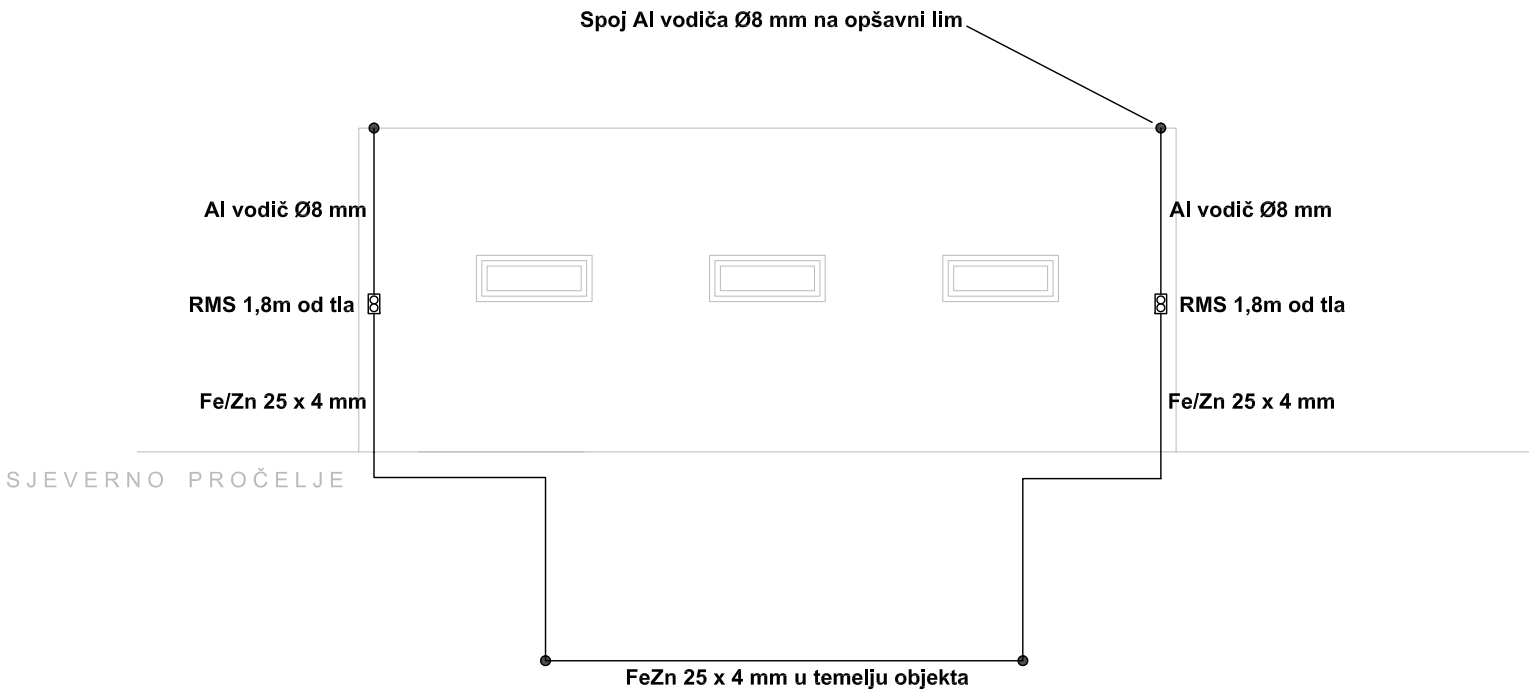 Spoj Al vodiča Ø8 mm na opšavni lim
Al vodič Ø8 mm
Al vodič Ø8 mm
RMS 1,8m od tla
RMS 1,8m od tla
Fe/Zn 25 x 4 mm
Fe/Zn 25 x 4 mm
SJEVERNO PROČELJE
FeZn 25 x 4 mm u temelju objekta